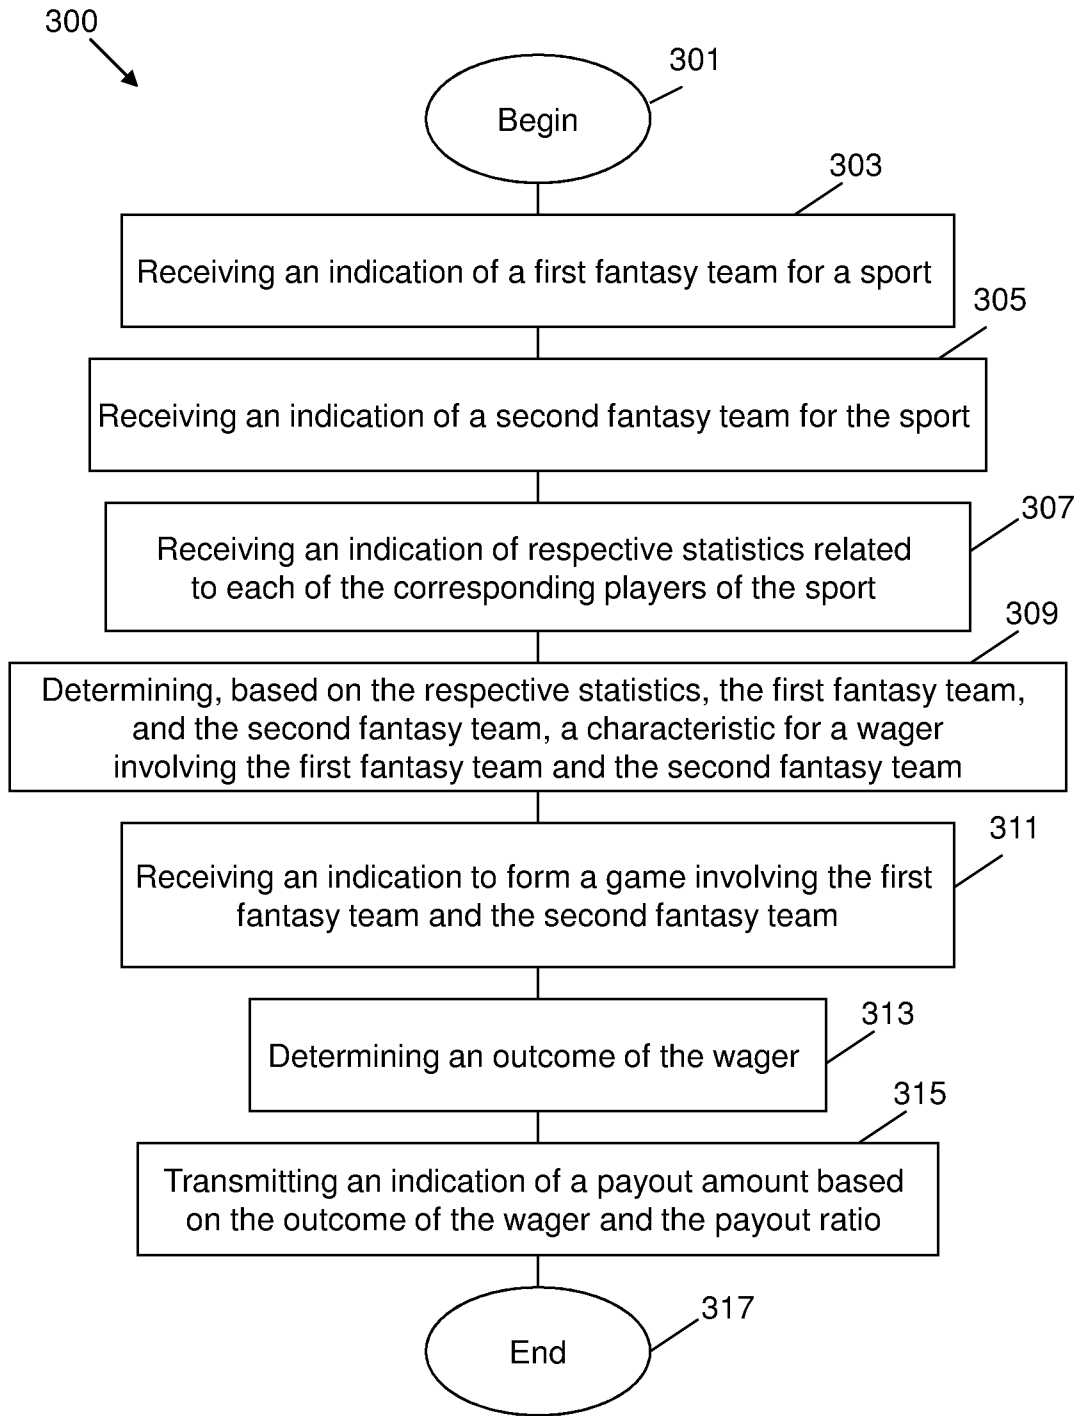 300
301
Begin
303
Receiving an indication of a first fantasy team for a sport
305
Receiving an indication of a second fantasy team for the sport
307
Receiving an indication of respective statistics related
to each of the corresponding players of the sport
309
Determining, based on the respective statistics, the first fantasy team,
and the second fantasy team, a characteristic for a wager
involving the first fantasy team and the second fantasy team
311
Receiving an indication to form a game involving the first
fantasy team and the second fantasy team
313
Determining an outcome of the wager
315
Transmitting an indication of a payout amount based
on the outcome of the wager and the payout ratio
317
End